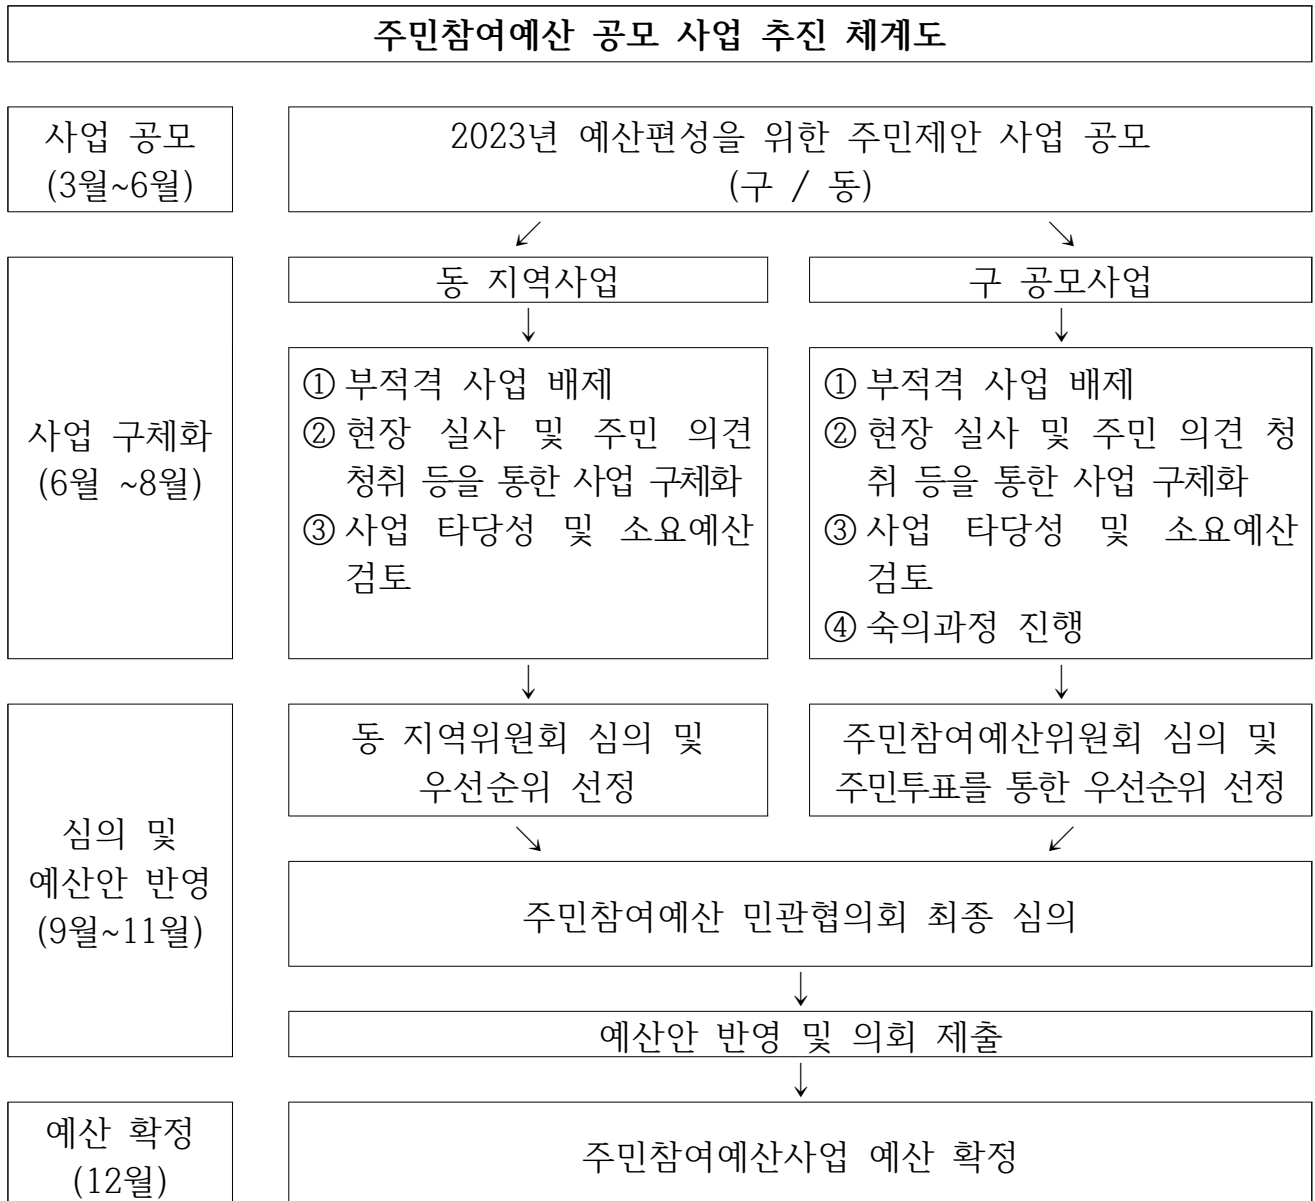 주민참여예산 공모 사업 추진 체계도
사업 공모
(3월~6월)
2023년 예산편성을 위한 주민제안 사업 공모
(구 / 동)
↙ ↘
사업 구체화
(6월 ~8월)
동 지역사업
↓
① 부적격 사업 배제
② 현장 실사 및 주민 의견
청취 등을 통한 사업 구체화
③ 사업 타당성 및 소요예산
검토
구 공모사업
↓
① 부적격 사업 배제
② 현장 실사 및 주민 의견 청
취 등을 통한 사업 구체화
③ 사업 타당성 및 소요예산
검토
④ 숙의과정 진행
↓ ↓
심의 및
예산안 반영
(9월~11월)
동 지역위원회 심의 및
우선순위 선정
주민참여예산위원회 심의 및
주민투표를 통한 우선순위 선정
↘ ↙
주민참여예산 민관협의회 최종 심의
↓
예산안 반영 및 의회 제출
↓
예산 확정
(12월)
주민참여예산사업 예산 확정